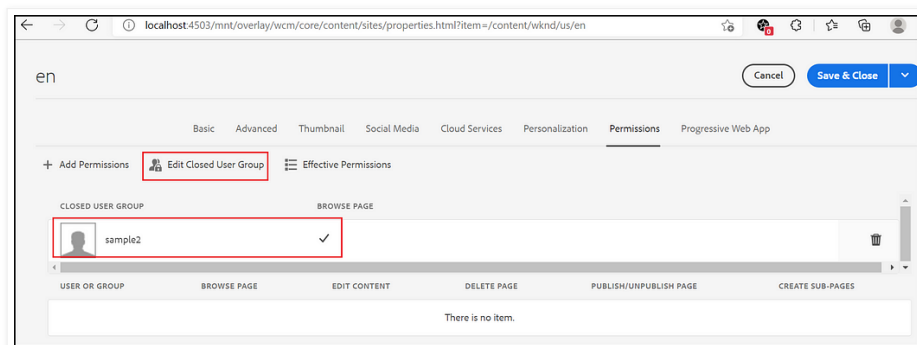 localhost:4503/mnt/overlay/wcm/core/content/sites/properties.html?item=/content/wknd/us/en
0
en
Cancel
Save & Close
Basic Advanced Thumbnail Social Media Cloud Services Personalization Permissions Progressive Web App
+ Add Permissions Edit Closed User Group Effective Permissions
CLOSED USER GROUP BROWSE PAGE
sample2
USER OR GROUP BROWSE PAGE EDIT CONTENT DELETE PAGE PUBLISH/UNPUBLISH PAGE CREATE SUB-PAGES
There is no item.